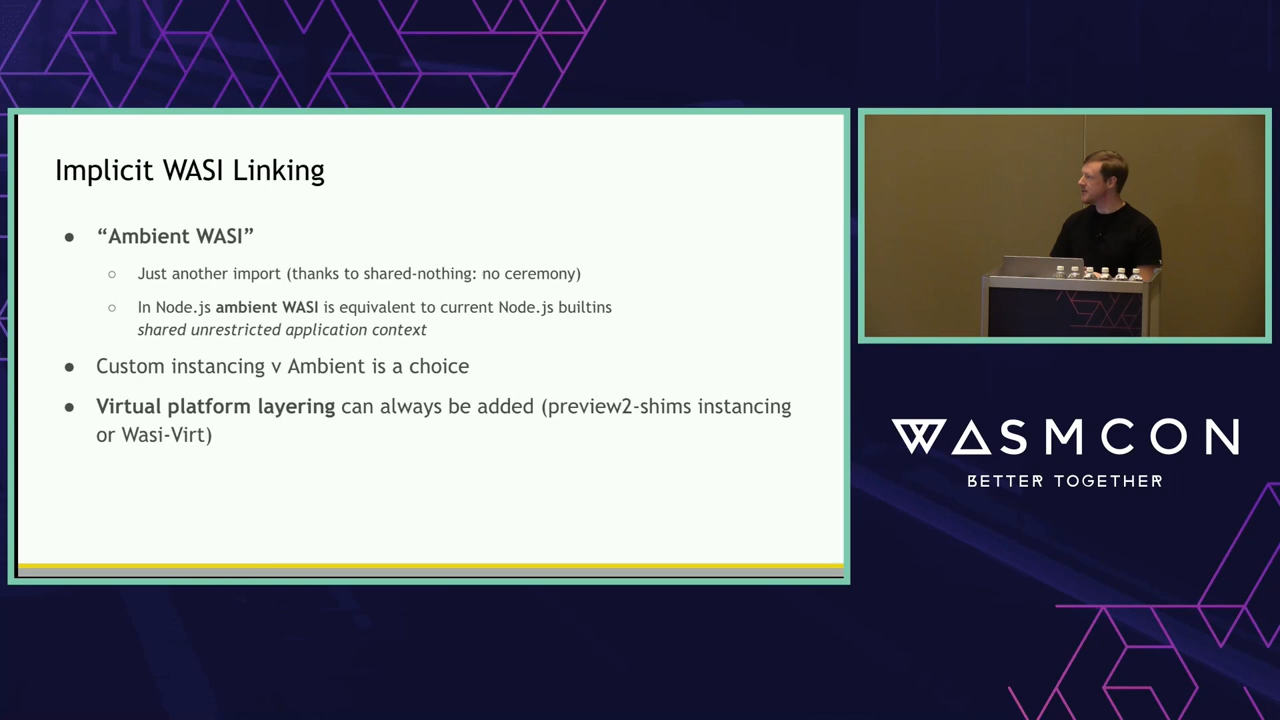 Implicit WASI Linking
● “Ambient WASI”
○ Just another import (thanks to shared-nothing: no ceremony)
○ In Node.js ambient WASI is equivalent to current Node.js builtins
shared unrestricted application context
● Custom instancing v Ambient is a choice
● Virtual platform layering can always be added (preview2-shims instancing
or Wasi-Virt)
WASMCON
BETTER TOGETHER